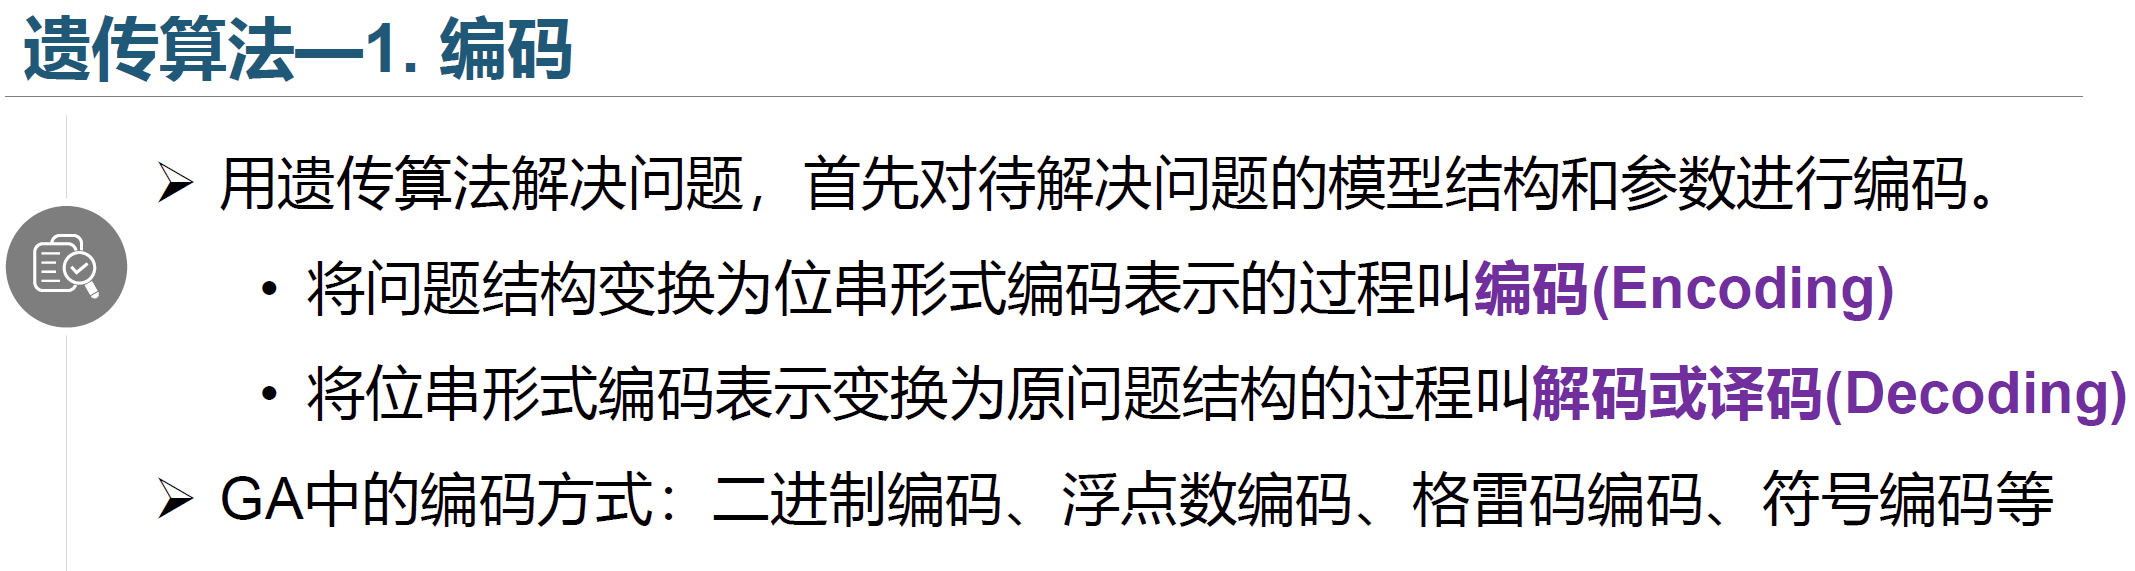 遗传算法—1. 编码
➢ 用遗传算法解决问题，首先对待解决问题的模型结构和参数进行编码。
• 将问题结构变换为位串形式编码表示的过程叫编码(Encoding)
• 将位串形式编码表示变换为原问题结构的过程叫解码或译码(Decoding)
➢ GA中的编码方式：二进制编码、浮点数编码、格雷码编码、符号编码等